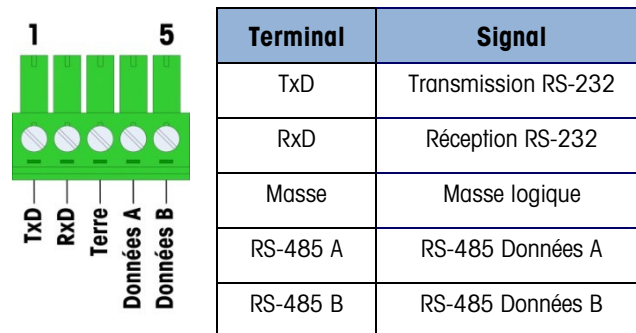 1 5
TxD
RxD
Terre
Données A
Données B
Terminal Signal
TxD Transmission RS-232
RxD Réception RS-232
Masse Masse logique
RS-485 A RS-485 Données A
RS-485 B RS-485 Données B